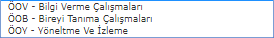 ÖOV - Bilgi Verme Çalışmaları
ÖOB - Bireyi Tanıma Çalışmaları
ÖOY - Yöneltme Ve İzleme